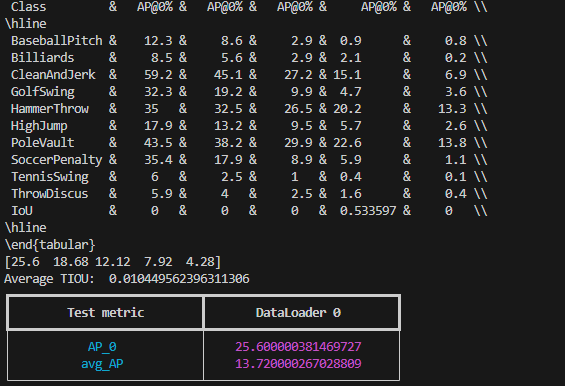 Class & AP@0% & AP@0% & AP@0% & AP@0% & AP@0% \\
\hline
BaseballPitch & 12.3 & 8.6 & 2.9 & 0.9 & 0.8 \\
Billiards & 8.5 & 5.6 & 2.9 & 2.1 & 0.2 \\
CleanAndJerk & 59.2 & 45.1 & 27.2 & 15.1 & 6.9 \\
GolfSwing & 32.3 & 19.2 & 9.9 & 4.7 & 3.6 \\
HammerThrow & 35 & 32.5 & 26.5 & 20.2 & 13.3 \\
HighJump & 17.9 & 13.2 & 9.5 & 5.7 & 2.6 \\
PoleVault & 43.5 & 38.2 & 29.9 & 22.6 & 13.8 \\
SoccerPenalty & 35.4 & 17.9 & 8.9 & 5.9 & 1.1 \\
TennisSwing & 6 & 2.5 & 1 & 0.4 & 0.1 \\
ThrowDiscus & 5.9 & 4 & 2.5 & 1.6 & 0.4 \\
IoU & 0 & 0 & 0 & 0.533597 & 0 \\
\hline
\end{tabular}
[25.6 18.68 12.12 7.92 4.28]
Average TIOU: 0.010449562396311306
Test metric DataLoader 0
AP_0 25.600000381469727
avg_AP 13.720000267028809